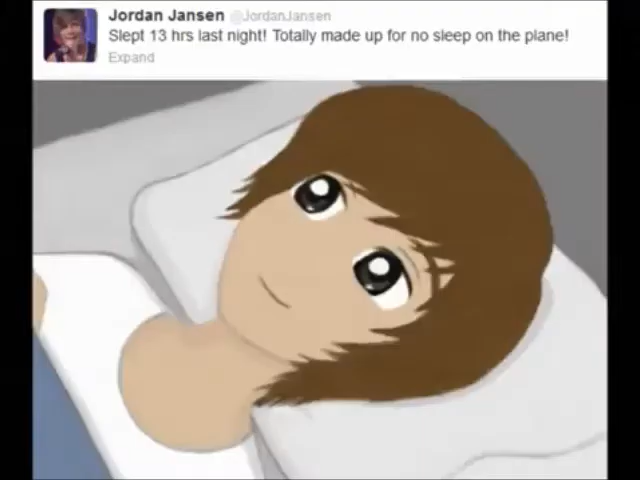 Jordan Jansen @JordanJansen
Slept 13 hrs last night! Totally made up for no sleep on the plane!
Expand